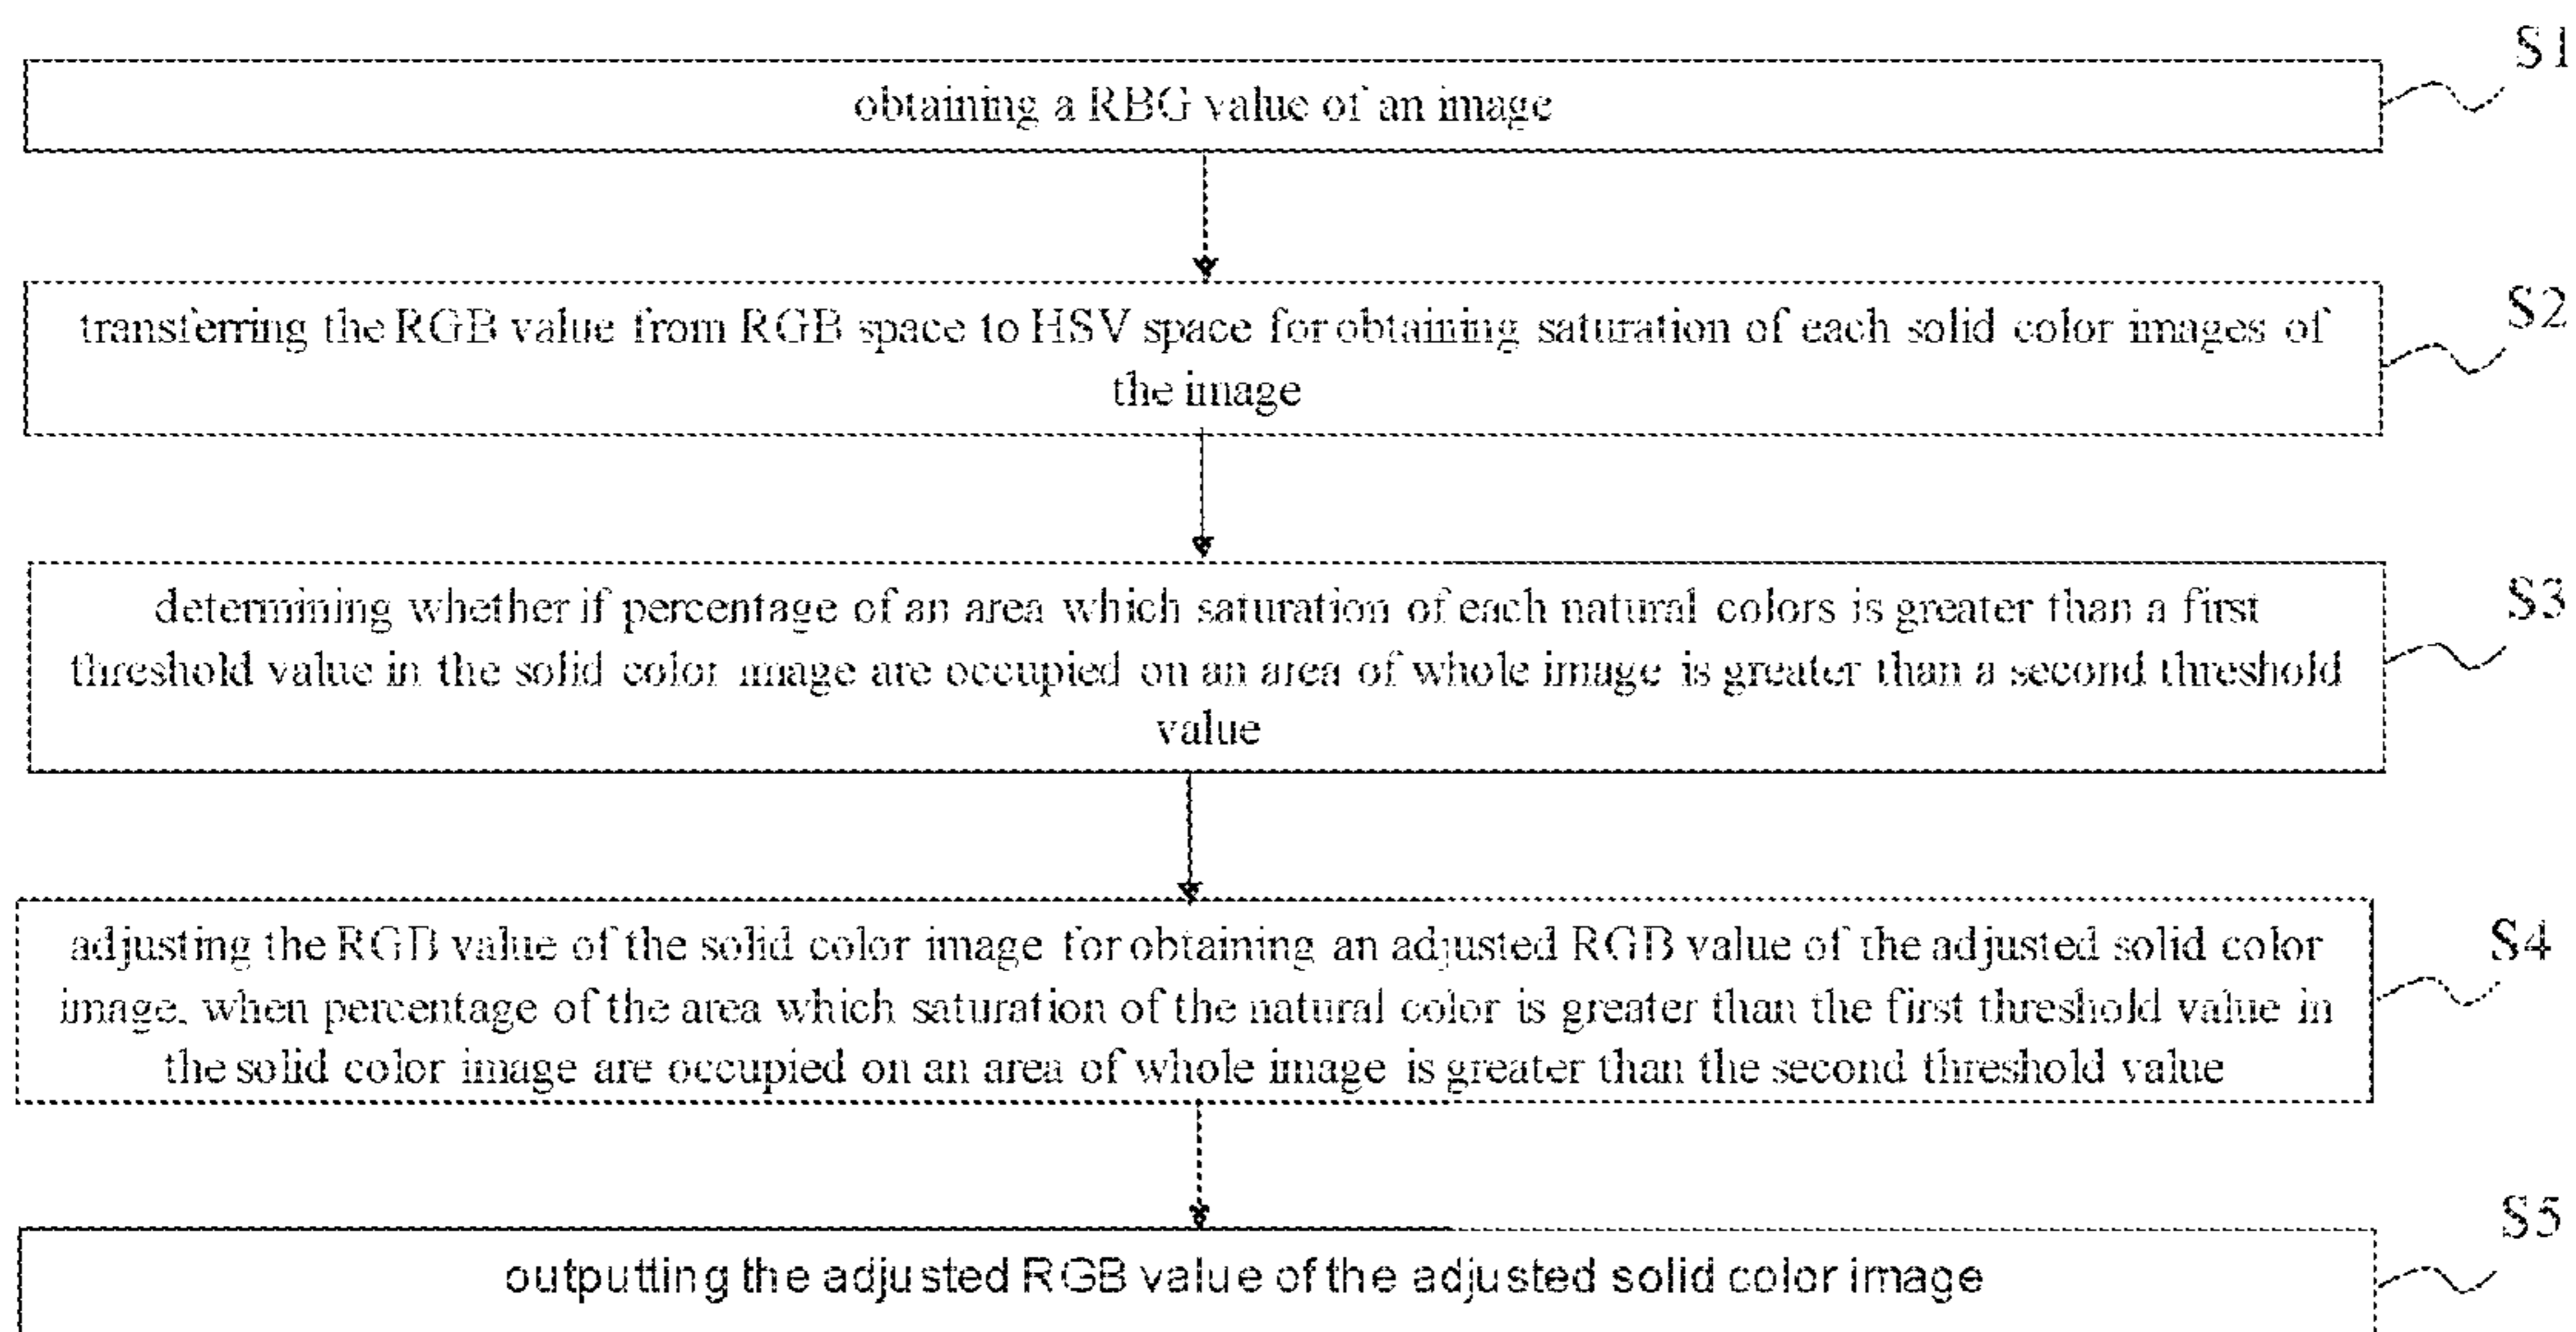 S1
obtaining a RBG value of an image
S2
transferring the RGB value from RGB space to HSV space for obtaining saturation of each solid color images of
the image
S3
determining whether if percentage of an area which saturation of each natural colors is greater than a first
threshold value in the solid color image are occupied on an area of whole image is greater than a second threshold
value
S4
adjusting the RGB value of the solid color image for obtaining an adjusted RGB value of the adjusted solid color
image, when percentage of the area which saturation of the natural color is greater than the first threshold value in
the solid color image are occupied on an area of whole image is greater than the second threshold value
S5
outputting the adjusted RGB value of the adjusted solid color image